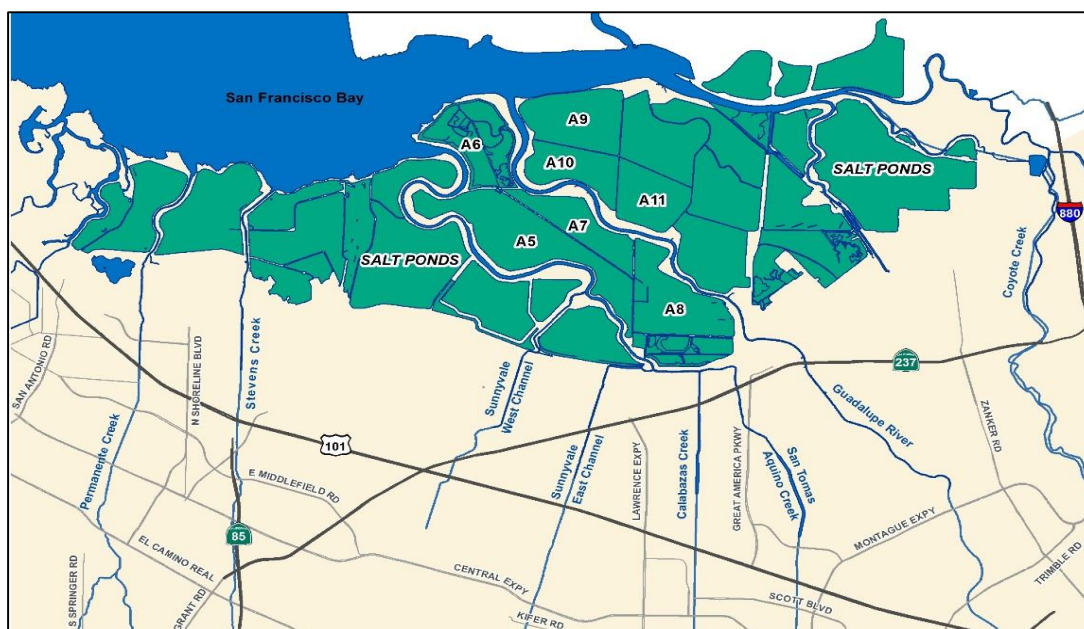 San Francisco Bay
A9
A6
A10
SALT PONDS
A11
880
A7
A5
SALT PONDS
Coyote Creek
A8
SAN ANTONIO RD
N SHORELINE BLVD
Stevens Creek
Sunnyvale
West Channel
237
Guadalupe River
ZANKER RD
Permanente Creek
101
E MIDDLEFIELD RD
Sunnyvale
East Channel
LAWRENCE EXPY
Calabazas Creek
GREAT AMERICA PKWY
San Tomas
Aquino Creek
MONTAGUE EXPY
85
EL CAMINO REAL
CENTRAL EXPY
TRIMBLE RD
S SPRINGER RD
GRANT RD
KIFER RD
SCOTT BLVD